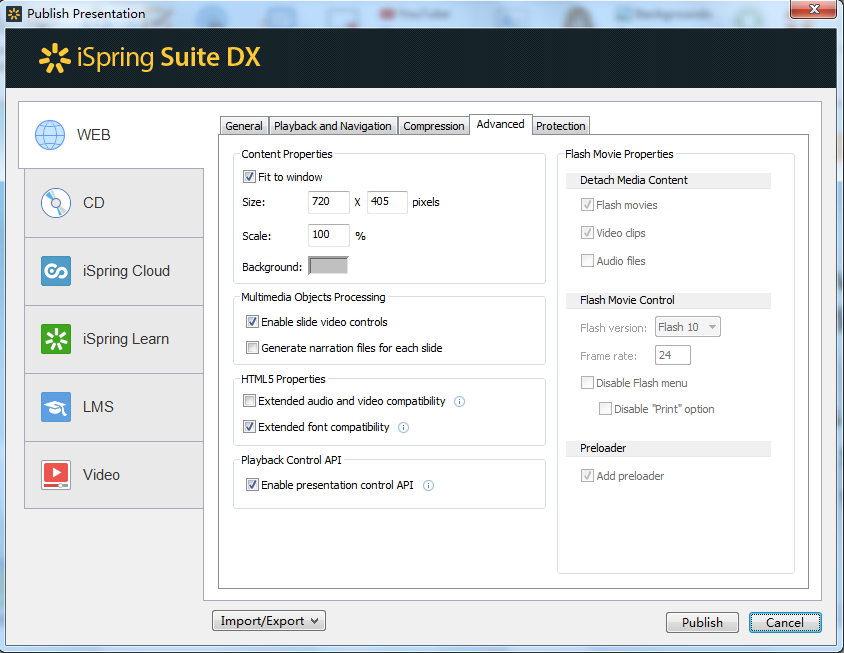 Publish Presentation
YouTube
Backgrounds
iSpring Suite DX
WEB
CD
iSpring Cloud
iSpring Learn
LMS
Video
General
Playback and Navigation
Compression
Advanced
Protection
Content Properties
Fit to window
Size: 720 X 405 pixels
Scale: 100 %
Background:
Multimedia Objects Processing
Enable slide video controls
Generate narration files for each slide
HTML5 Properties
Extended audio and video compatibility
Extended font compatibility
Playback Control API
Enable presentation control API
Flash Movie Properties
Detach Media Content
Flash movies
Video clips
Audio files
Flash Movie Control
Flash version: Flash 10
Frame rate: 24
Disable Flash menu
Disable "Print" option
Preloader
Add preloader
Import/Export
Publish
Cancel